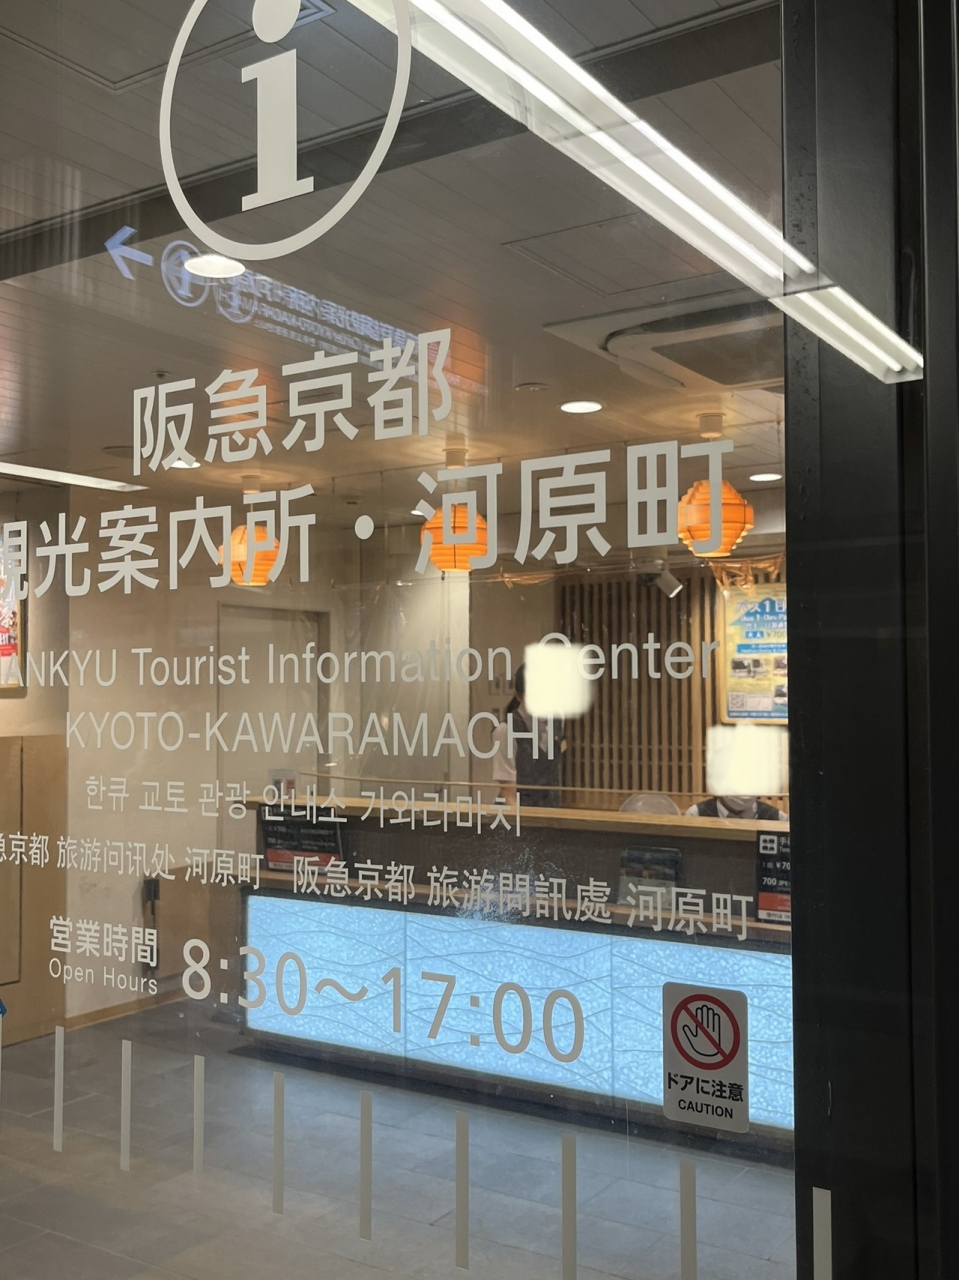 i
阪急京都
観光案内所・河原町
HANKYU Tourist Information Center
KYOTO-KAWARAMACHI
한큐 교토 관광 안내소 가와라마치
急京都 旅游问讯处 河原町 阪急京都 旅游問訊處 河原町
営業時間
Open Hours
8:30～17:00
ドアに注意
CAUTION